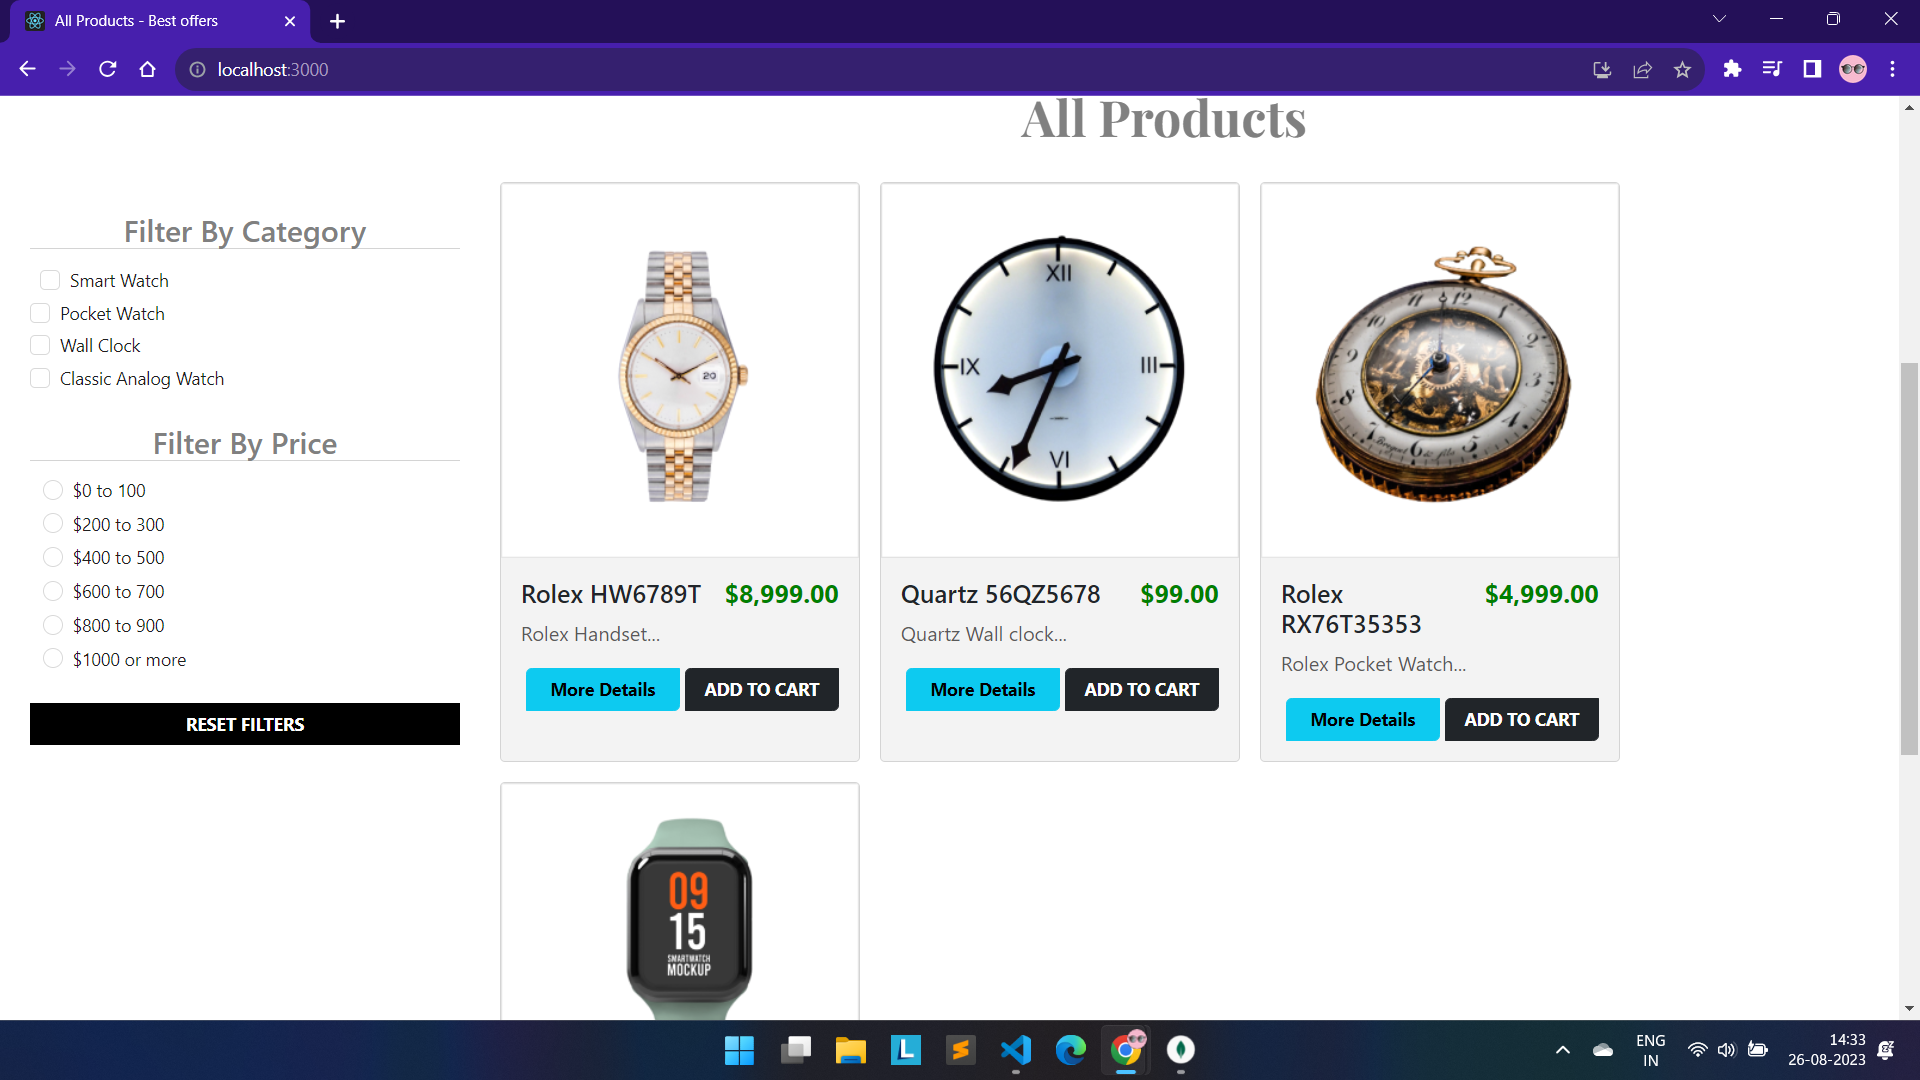 All Products - Best offers
localhost:3000
All Products
Filter By Category
Smart Watch
Pocket Watch
Wall Clock
Classic Analog Watch
Filter By Price
$0 to 100
$200 to 300
$400 to 500
$600 to 700
$800 to 900
$1000 or more
RESET FILTERS
20
Rolex HW6789T $8,999.00
Rolex Handset...
More Details ADD TO CART
XII
IX III
VI
Quartz 56QZ5678 $99.00
Quartz Wall clock...
More Details ADD TO CART
Rolex $4,999.00
RX76T35353
Rolex Pocket Watch...
More Details ADD TO CART
09
15
SMARTWATCH
MOCKUP
L
ENG
IN
14:33
26-08-2023